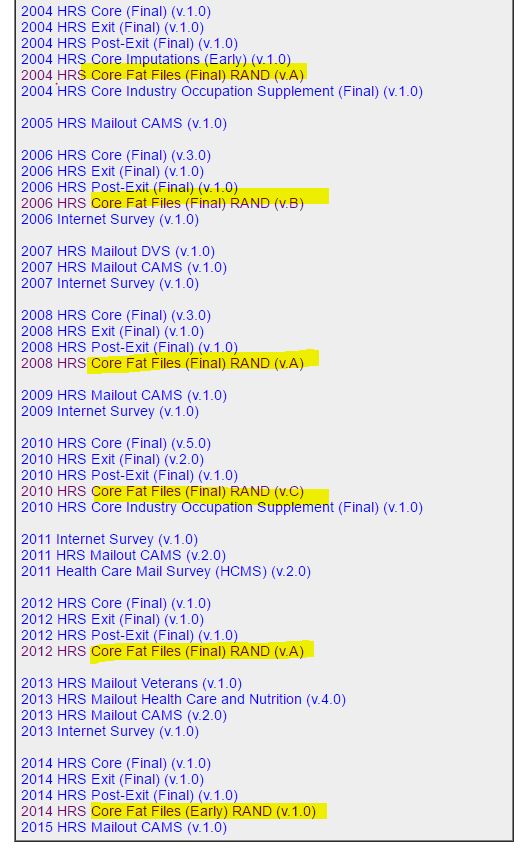 2004 HRS Core (Final) (v.1.0)
2004 HRS Exit (Final) (v.1.0)
2004 HRS Post-Exit (Final) (v.1.0)
2004 HRS Core Imputations (Early) (v.1.0)
2004 HRS Core Fat Files (Final) RAND (v.A)
2004 HRS Core Industry Occupation Supplement (Final) (v.1.0)
2005 HRS Mailout CAMS (v.1.0)
2006 HRS Core (Final) (v.3.0)
2006 HRS Exit (Final) (v.1.0)
2006 HRS Post-Exit (Final) (v.1.0)
2006 HRS Core Fat Files (Final) RAND (v.B)
2006 Internet Survey (v.1.0)
2007 HRS Mailout DVS (v.1.0)
2007 HRS Mailout CAMS (v.1.0)
2007 Internet Survey (v.1.0)
2008 HRS Core (Final) (v.3.0)
2008 HRS Exit (Final) (v.1.0)
2008 HRS Post-Exit (Final) (v.1.0)
2008 HRS Core Fat Files (Final) RAND (v.A)
2009 HRS Mailout CAMS (v.1.0)
2009 Internet Survey (v.1.0)
2010 HRS Core (Final) (v.5.0)
2010 HRS Exit (Final) (v.2.0)
2010 HRS Post-Exit (Final) (v.1.0)
2010 HRS Core Fat Files (Final) RAND (v.C)
2010 HRS Core Industry Occupation Supplement (Final) (v.1.0)
2011 Internet Survey (v.1.0)
2011 HRS Mailout CAMS (v.2.0)
2011 Health Care Mail Survey (HCMS) (v.2.0)
2012 HRS Core (Final) (v.1.0)
2012 HRS Exit (Final) (v.1.0)
2012 HRS Post-Exit (Final) (v.1.0)
2012 HRS Core Fat Files (Final) RAND (v.A)
2013 HRS Mailout Veterans (v.1.0)
2013 HRS Mailout Health Care and Nutrition (v.4.0)
2013 HRS Mailout CAMS (v.2.0)
2013 Internet Survey (v.1.0)
2014 HRS Core (Final) (v.1.0)
2014 HRS Exit (Final) (v.1.0)
2014 HRS Post-Exit (Final) (v.1.0)
2014 HRS Core Fat Files (Early) RAND (v.1.0)
2015 HRS Mailout CAMS (v.1.0)